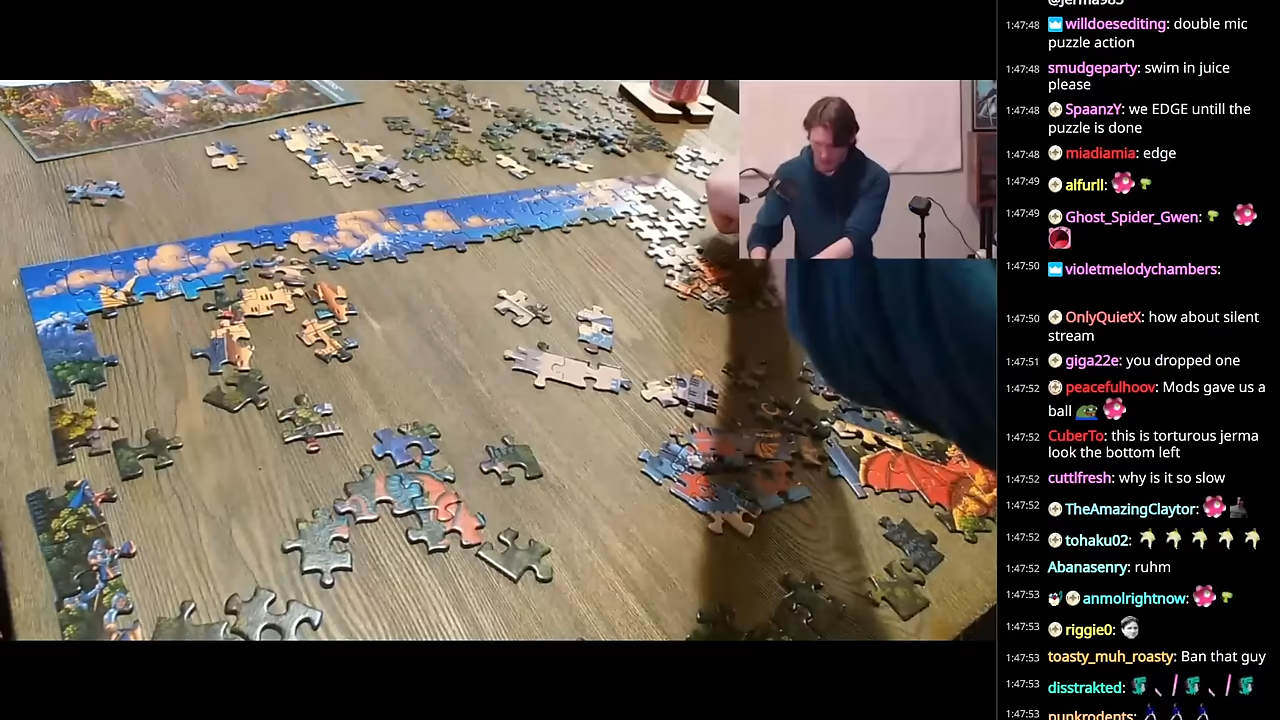 @jerma985
1:47:48 willdoesediting: double mic
puzzle action
1:47:48 smudgeparty: swim in juice
please
1:47:48 SpaanzY: we EDGE untill the
puzzle is done
1:47:48 miadiamia: edge
1:47:49 alfurll:
1:47:49 Ghost_Spider_Gwen:
1:47:50 violetmelodychambers:
1:47:50 OnlyQuietX: how about silent
stream
1:47:51 giga22e: you dropped one
1:47:52 peacefulhoov: Mods gave us a
ball
1:47:52 CuberTo: this is torturous jerma
look the bottom left
1:47:52 cuttlfresh: why is it so slow
1:47:52 TheAmazingClaytor:
1:47:52 tohaku02:
1:47:52 Abanasenry: ruhm
1:47:53 anmolrightnow:
1:47:53 riggie0:
1:47:53 toasty_muh_roasty: Ban that guy
1:47:53 disstrakted:
1:47:53 punkrodents: